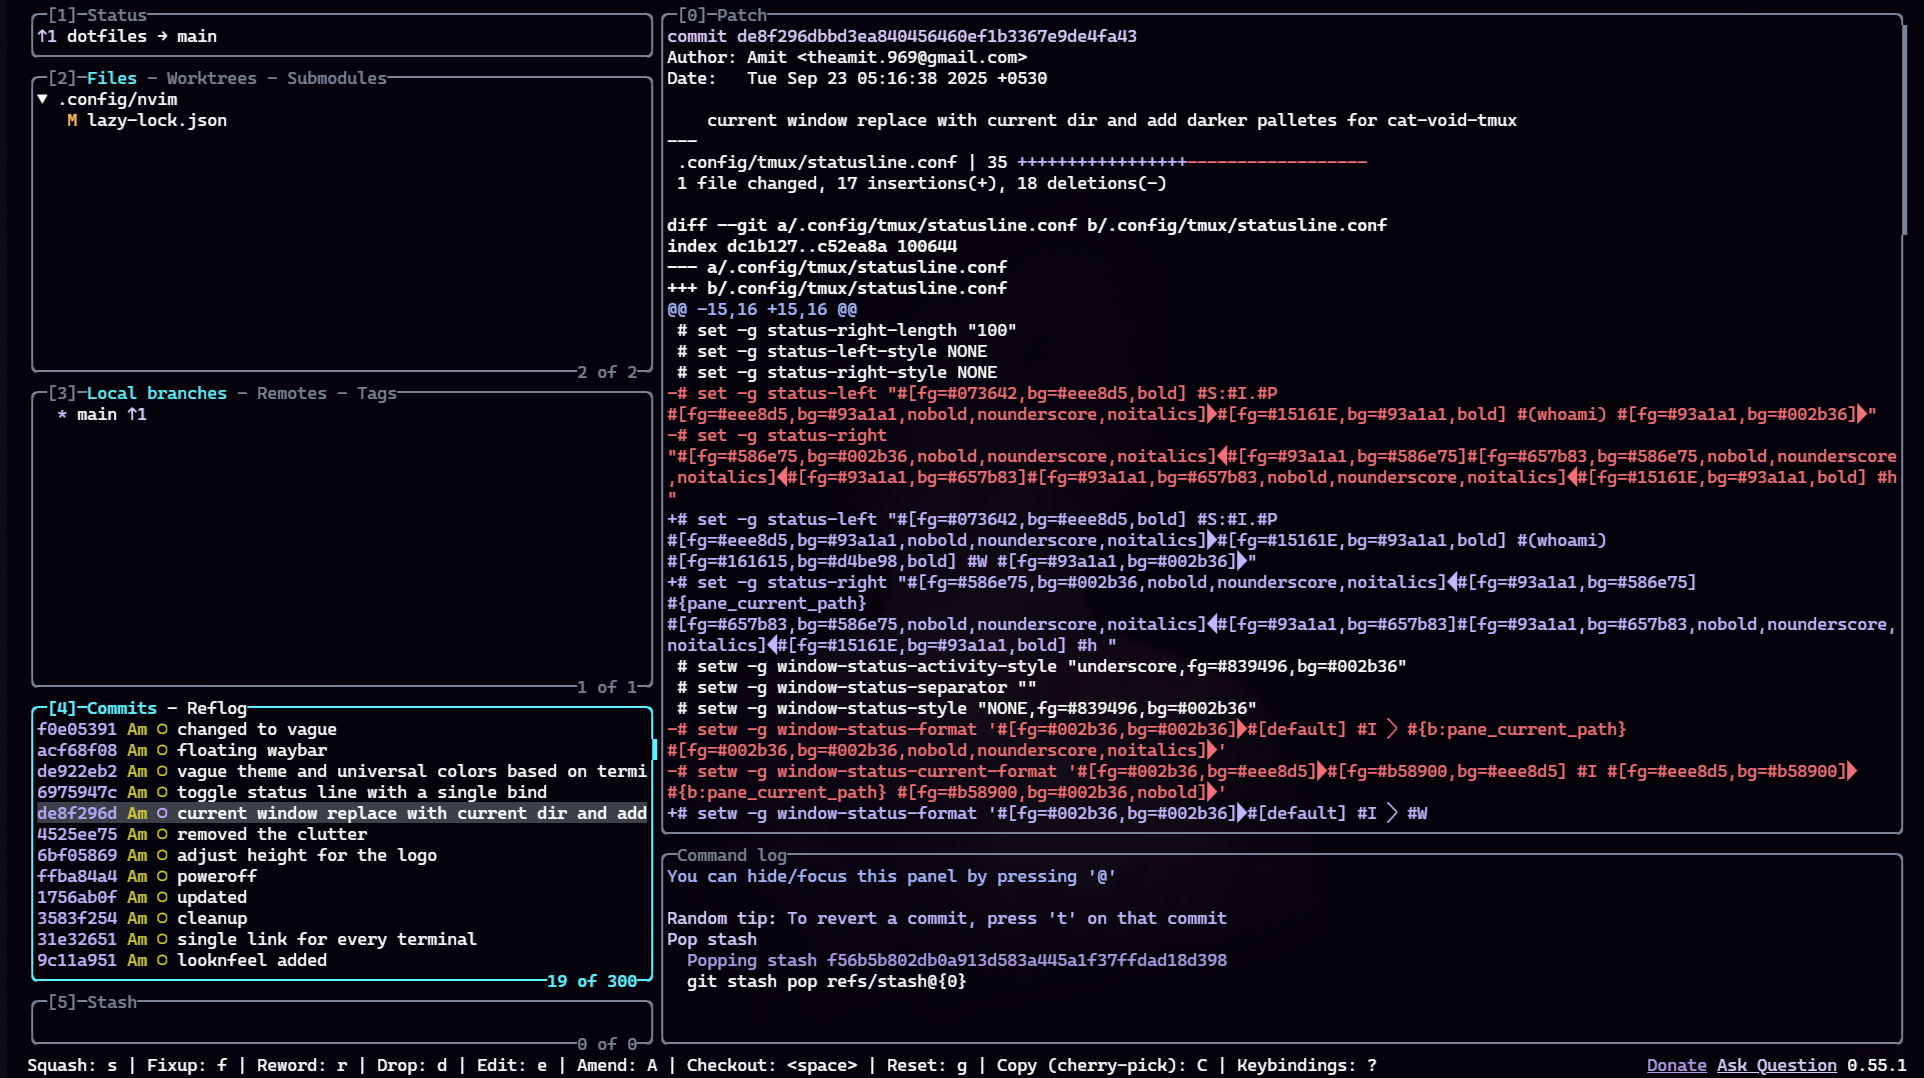 [1]-Status
↑1 dotfiles → main
[2]-Files - Worktrees - Submodules
▼ .config/nvim
M lazy-lock.json
2 of 2
[3]-Local branches - Remotes - Tags
* main ↑1
1 of 1
[4]-Commits - Reflog
f0e05391 Am O changed to vague
acf68f08 Am O floating waybar
de922eb2 Am O vague theme and universal colors based on termi
6975947c Am O toggle status line with a single bind
de8f296d Am O current window replace with current dir and add
4525ee75 Am O removed the clutter
6bf05869 Am O adjust height for the logo
ffba84a4 Am O poweroff
1756ab0f Am O updated
3583f254 Am O cleanup
31e32651 Am O single link for every terminal
9c11a951 Am O looknfeel added
19 of 300
[5]-Stash
0 of 0
[0]-Patch
commit de8f296dbbd3ea840456460ef1b3367e9de4fa43
Author: Amit <theamit.969@gmail.com>
Date:   Tue Sep 23 05:16:38 2025 +0530
current window replace with current dir and add darker palletes for cat-void-tmux
---
.config/tmux/statusline.conf | 35 +++++++++++++++++------------------
1 file changed, 17 insertions(+), 18 deletions(-)
diff --git a/.config/tmux/statusline.conf b/.config/tmux/statusline.conf
index dc1b127..c52ea8a 100644
--- a/.config/tmux/statusline.conf
+++ b/.config/tmux/statusline.conf
@@ -15,16 +15,16 @@
# set -g status-right-length "100"
# set -g status-left-style NONE
# set -g status-right-style NONE
-# set -g status-left "#[fg=#073642,bg=#eee8d5,bold] #S:#I.#P
#[fg=#eee8d5,bg=#93a1a1,nobold,nounderscore,noitalics]#[fg=#15161E,bg=#93a1a1,bold] #(whoami) #[fg=#93a1a1,bg=#002b36]"
-# set -g status-right
"#[fg=#586e75,bg=#002b36,nobold,nounderscore,noitalics]#[fg=#93a1a1,bg=#586e75]#[fg=#657b83,bg=#586e75,nobold,nounderscore
,noitalics]#[fg=#93a1a1,bg=#657b83]#[fg=#93a1a1,bg=#657b83,nobold,nounderscore,noitalics]#[fg=#15161E,bg=#93a1a1,bold] #h
"
+# set -g status-left "#[fg=#073642,bg=#eee8d5,bold] #S:#I.#P
#[fg=#eee8d5,bg=#93a1a1,nobold,nounderscore,noitalics]#[fg=#15161E,bg=#93a1a1,bold] #(whoami)
#[fg=#161615,bg=#d4be98,bold] #W #[fg=#93a1a1,bg=#002b36]"
+# set -g status-right "#[fg=#586e75,bg=#002b36,nobold,nounderscore,noitalics]#[fg=#93a1a1,bg=#586e75]
#{pane_current_path}
#[fg=#657b83,bg=#586e75,nobold,nounderscore,noitalics]#[fg=#93a1a1,bg=#657b83]#[fg=#93a1a1,bg=#657b83,nobold,nounderscore,
noitalics]#[fg=#15161E,bg=#93a1a1,bold] #h "
# setw -g window-status-activity-style "underscore,fg=#839496,bg=#002b36"
# setw -g window-status-separator ""
# setw -g window-status-style "NONE,fg=#839496,bg=#002b36"
-# setw -g window-status-format '#[fg=#002b36,bg=#002b36]#[default] #I  #{b:pane_current_path}
#[fg=#002b36,bg=#002b36,nobold,nounderscore,noitalics]'
-# setw -g window-status-current-format '#[fg=#002b36,bg=#eee8d5]#[fg=#b58900,bg=#eee8d5] #I #[fg=#eee8d5,bg=#b58900]
#{b:pane_current_path} #[fg=#b58900,bg=#002b36,nobold]'
+# setw -g window-status-format '#[fg=#002b36,bg=#002b36]#[default] #I  #W
Command log
You can hide/focus this panel by pressing '@'
Random tip: To revert a commit, press 't' on that commit
Pop stash
Popping stash f56b5b802db0a913d583a445a1f37ffdad18d398
git stash pop refs/stash@{0}
Squash: s | Fixup: f | Reword: r | Drop: d | Edit: e | Amend: A | Checkout: <space> | Reset: g | Copy (cherry-pick): C | Keybindings: ?
Donate Ask Question 0.55.1